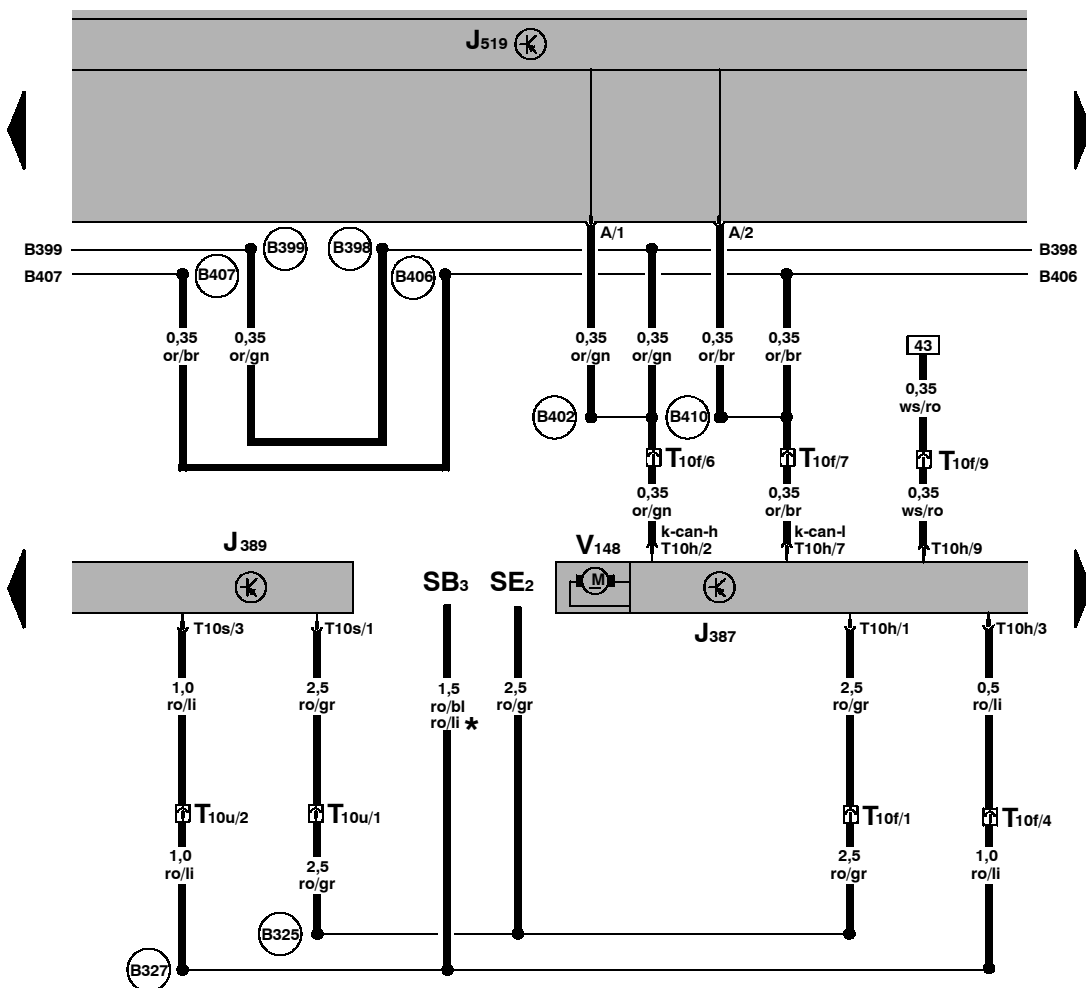 J519
A/1
A/2
B399
B399
B398
B398
B407
B407
B406
B406
0,35
or/br
0,35
or/gn
0,35
or/gn
0,35
or/gn
0,35
or/br
0,35
or/br
43
0,35
ws/ro
B402
B410
T10f/6
T10f/7
T10f/9
0,35
or/gn
0,35
or/br
0,35
ws/ro
k-can-h
T10h/2
k-can-l
T10h/7
T10h/9
J389
V148
M
SB3
SE2
J387
T10s/3
T10s/1
T10h/1
T10h/3
1,0
ro/li
2,5
ro/gr
1,5
ro/bl
ro/li *
2,5
ro/gr
2,5
ro/gr
0,5
ro/li
T10u/2
T10u/1
T10f/1
T10f/4
1,0
ro/li
2,5
ro/gr
2,5
ro/gr
1,0
ro/li
B325
B327